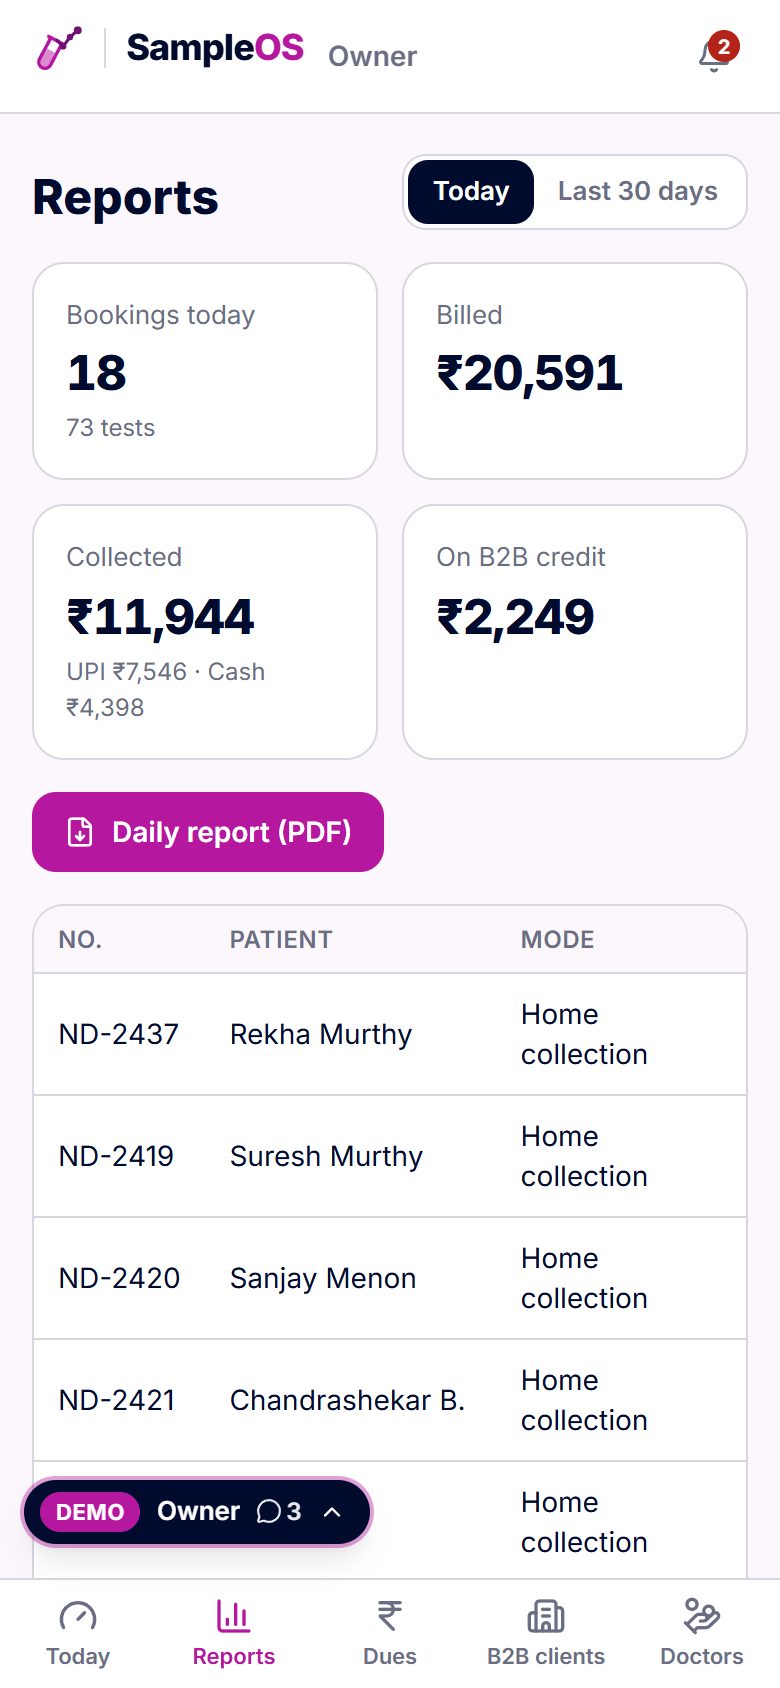 SampleOS Owner 2
Reports Today Last 30 days
Bookings today
18
73 tests
Billed
₹20,591
Collected
₹11,944
UPI ₹7,546 · Cash
₹4,398
On B2B credit
₹2,249
Daily report (PDF)
NO. PATIENT MODE
ND-2437 Rekha Murthy Home
collection
ND-2419 Suresh Murthy Home
collection
ND-2420 Sanjay Menon Home
collection
ND-2421 Chandrashekar B. Home
collection
Home
collection
DEMO Owner 3
Today Reports Dues B2B clients Doctors